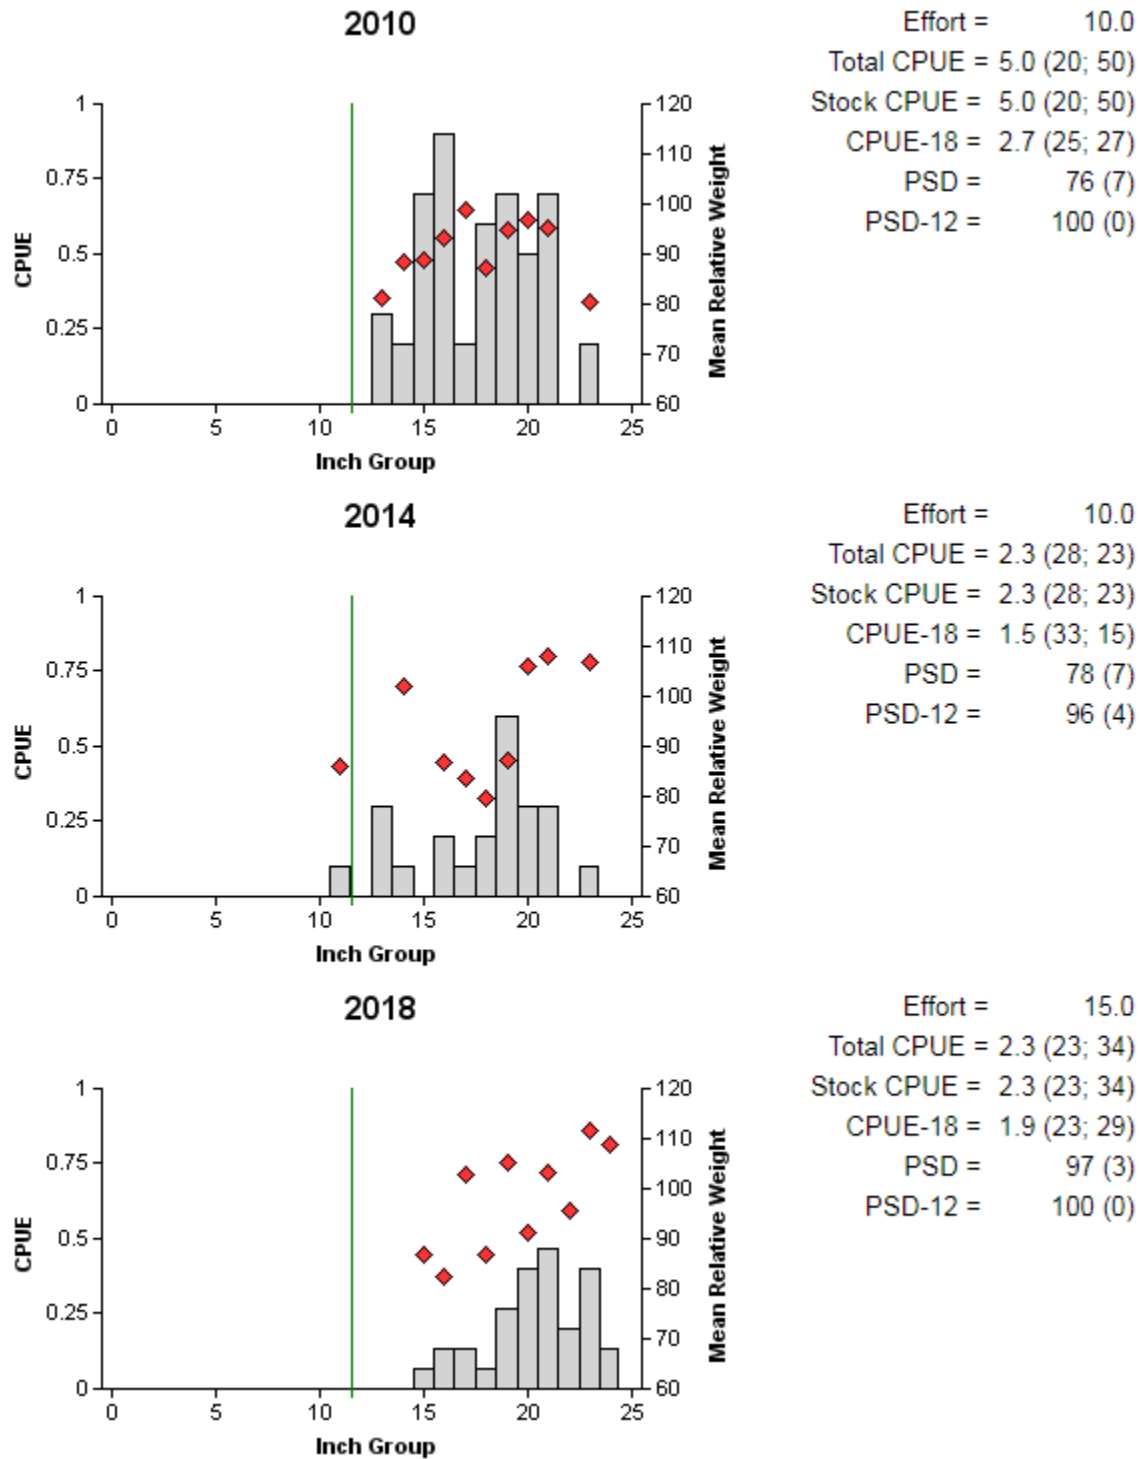 2010
Effort = 10.0
Total CPUE = 5.0 (20; 50)
Stock CPUE = 5.0 (20; 50)
CPUE-18 = 2.7 (25; 27)
PSD = 76 (7)
PSD-12 = 100 (0)
1
0.75
0.5
0.25
0
CPUE
120
110
100
90
80
70
60
Mean Relative Weight
0 5 10 15 20 25
Inch Group
2014
Effort = 10.0
Total CPUE = 2.3 (28; 23)
Stock CPUE = 2.3 (28; 23)
CPUE-18 = 1.5 (33; 15)
PSD = 78 (7)
PSD-12 = 96 (4)
1
0.75
0.5
0.25
0
CPUE
120
110
100
90
80
70
60
Mean Relative Weight
0 5 10 15 20 25
Inch Group
2018
Effort = 15.0
Total CPUE = 2.3 (23; 34)
Stock CPUE = 2.3 (23; 34)
CPUE-18 = 1.9 (23; 29)
PSD = 97 (3)
PSD-12 = 100 (0)
1
0.75
0.5
0.25
0
CPUE
120
110
100
90
80
70
60
Mean Relative Weight
0 5 10 15 20 25
Inch Group